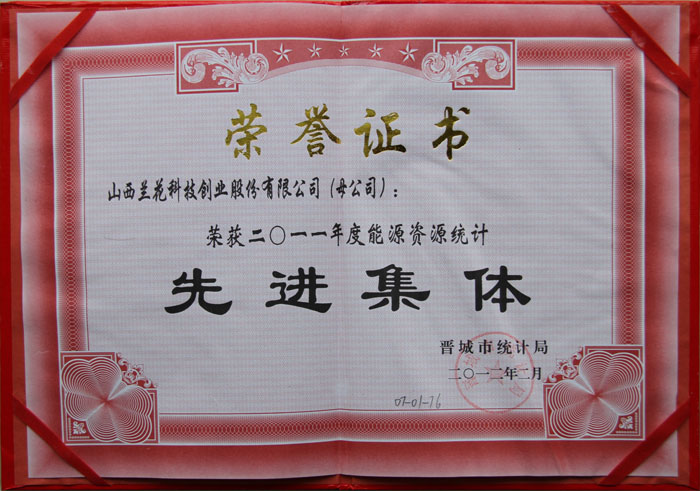 荣誉证书
山西兰花科技创业股份有限公司(母公司):
荣获二〇一一年度能源资源统计
先进集体
晋城市统计局
二〇一二年二月
07-01-76